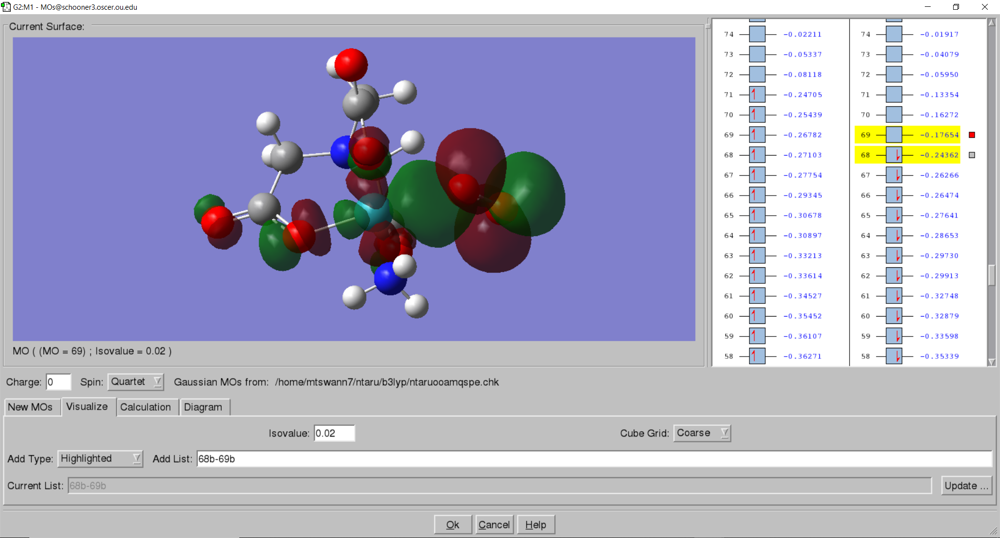 G2:M1 - MOs@schooner3.oscer.ou.edu
Current Surface:
74 -0.02211 74 -0.01917
73 -0.05337 73 -0.04079
72 -0.08118 72 -0.05950
71 -0.24705 71 -0.13354
70 -0.25439 70 -0.16272
69 -0.26782 69 -0.17654
68 -0.27103 68 -0.24362
67 -0.27754 67 -0.26266
66 -0.29345 66 -0.26474
65 -0.30678 65 -0.27641
64 -0.30897 64 -0.28653
63 -0.33213 63 -0.29730
62 -0.33614 62 -0.29913
61 -0.34527 61 -0.32748
60 -0.35452 60 -0.32879
59 -0.36107 59 -0.33598
58 -0.36271 58 -0.35339
MO ( (MO = 69) ; Isovalue = 0.02 )
Charge: 0 Spin: Quartet Gaussian MOs from: /home/mtswann7/ntaru/b3lyp/ntaruooamqspe.chk
New MOs Visualize Calculation Diagram
Isovalue: 0.02 Cube Grid: Coarse
Add Type: Highlighted Add List: 68b-69b
Current List: 68b-69b Update ...
Ok Cancel Help